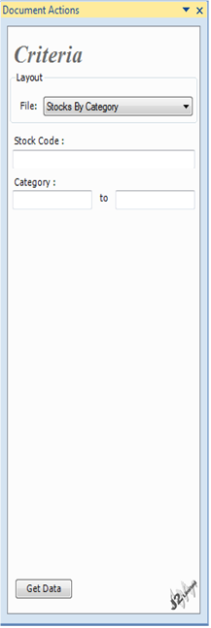 Document Actions
Criteria
Layout
File: Stocks By Category
Stock Code :
Category :
to
Get Data